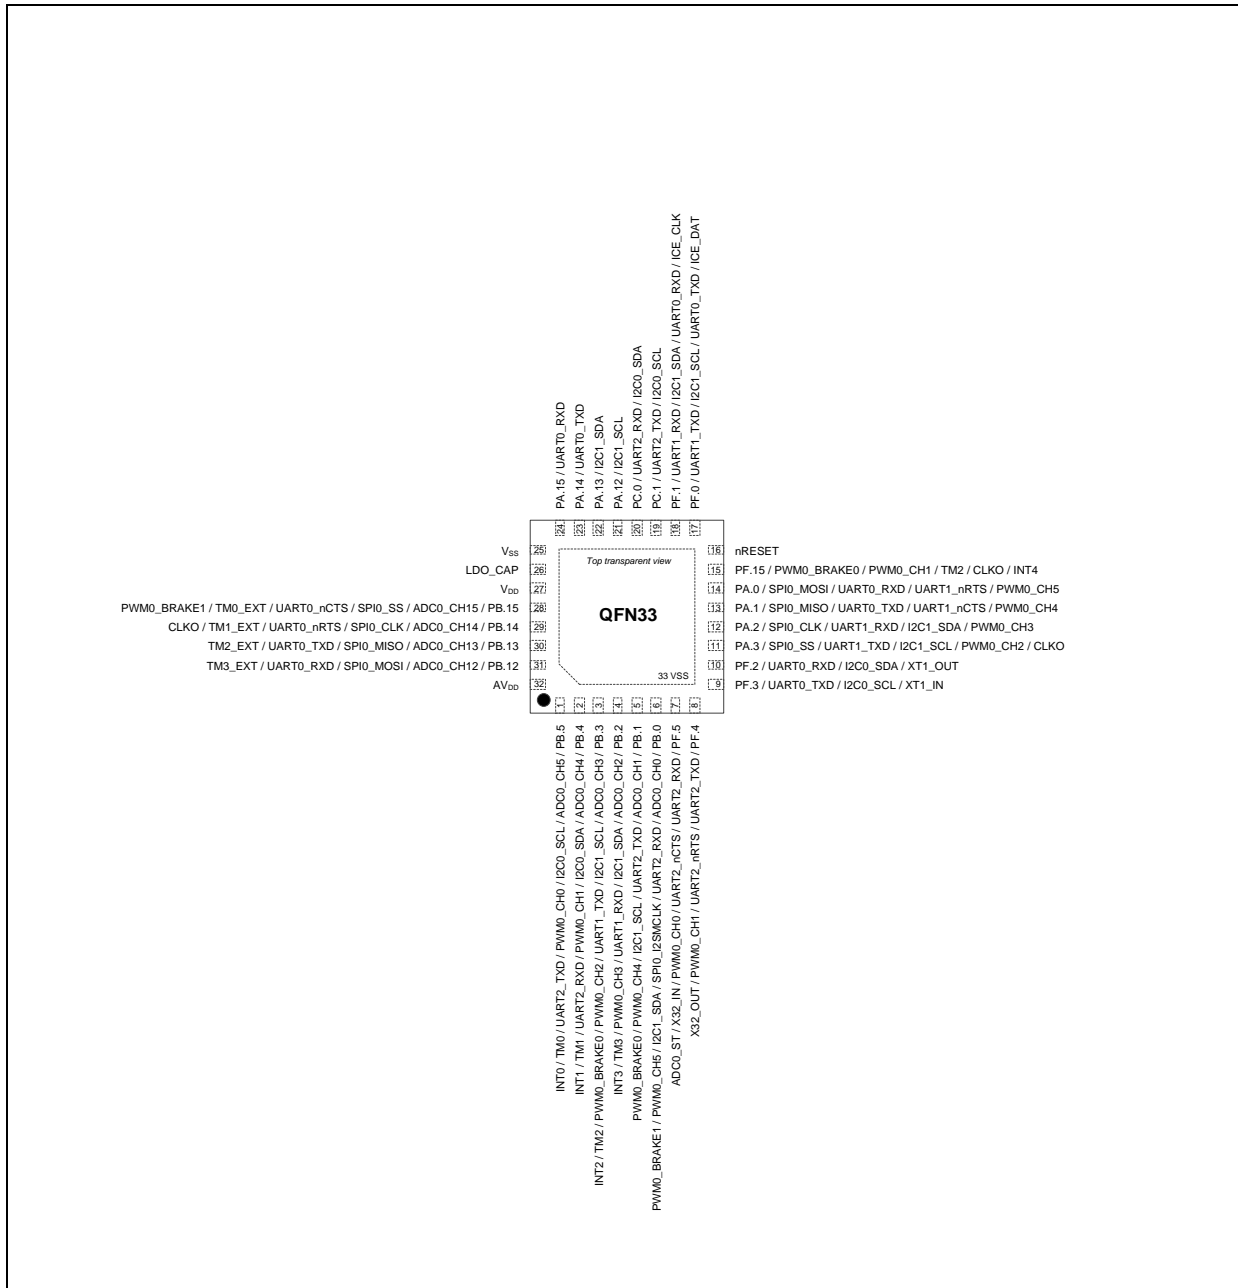 PA.15 / UART0_RXD
PA.14 / UART0_TXD
PA.13 / I2C1_SDA
PA.12 / I2C1_SCL
PC.0 / UART2_RXD / I2C0_SDA
PC.1 / UART2_TXD / I2C0_SCL
PF.1 / UART1_RXD / I2C1_SDA / UART0_RXD / ICE_CLK
PF.0 / UART1_TXD / I2C1_SCL / UART0_TXD / ICE_DAT
24 23 22 21 20 19 18 17
VSS 25
LDO_CAP 26
VDD 27
PWM0_BRAKE1 / TM0_EXT / UART0_nCTS / SPI0_SS / ADC0_CH15 / PB.15 28
CLKO / TM1_EXT / UART0_nRTS / SPI0_CLK / ADC0_CH14 / PB.14 29
TM2_EXT / UART0_TXD / SPI0_MISO / ADC0_CH13 / PB.13 30
TM3_EXT / UART0_RXD / SPI0_MOSI / ADC0_CH12 / PB.12 31
AVDD 32
Top transparent view
QFN33
33 VSS
16 nRESET
15 PF.15 / PWM0_BRAKE0 / PWM0_CH1 / TM2 / CLKO / INT4
14 PA.0 / SPI0_MOSI / UART0_RXD / UART1_nRTS / PWM0_CH5
13 PA.1 / SPI0_MISO / UART0_TXD / UART1_nCTS / PWM0_CH4
12 PA.2 / SPI0_CLK / UART1_RXD / I2C1_SDA / PWM0_CH3
11 PA.3 / SPI0_SS / UART1_TXD / I2C1_SCL / PWM0_CH2 / CLKO
10 PF.2 / UART0_RXD / I2C0_SDA / XT1_OUT
9 PF.3 / UART0_TXD / I2C0_SCL / XT1_IN
1 2 3 4 5 6 7 8
INT0 / TM0 / UART2_TXD / PWM0_CH0 / I2C0_SCL / ADC0_CH5 / PB.5
INT1 / TM1 / UART2_RXD / PWM0_CH1 / I2C0_SDA / ADC0_CH4 / PB.4
INT2 / TM2 / PWM0_BRAKE0 / PWM0_CH2 / UART1_TXD / I2C1_SCL / ADC0_CH3 / PB.3
INT3 / TM3 / PWM0_CH3 / UART1_RXD / I2C1_SDA / ADC0_CH2 / PB.2
PWM0_BRAKE0 / PWM0_CH4 / I2C1_SCL / UART2_TXD / ADC0_CH1 / PB.1
PWM0_BRAKE1 / PWM0_CH5 / I2C1_SDA / SPI0_I2SMCLK / UART2_RXD / ADC0_CH0 / PB.0
ADC0_ST / X32_IN / PWM0_CH0 / UART2_nCTS / UART2_RXD / PF.5
X32_OUT / PWM0_CH1 / UART2_nRTS / UART2_TXD / PF.4